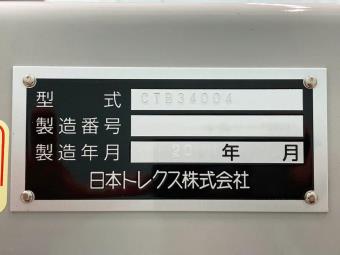 型式 CTB34004
製造番号
製造年月 20 年 月
日本トレクス株式会社